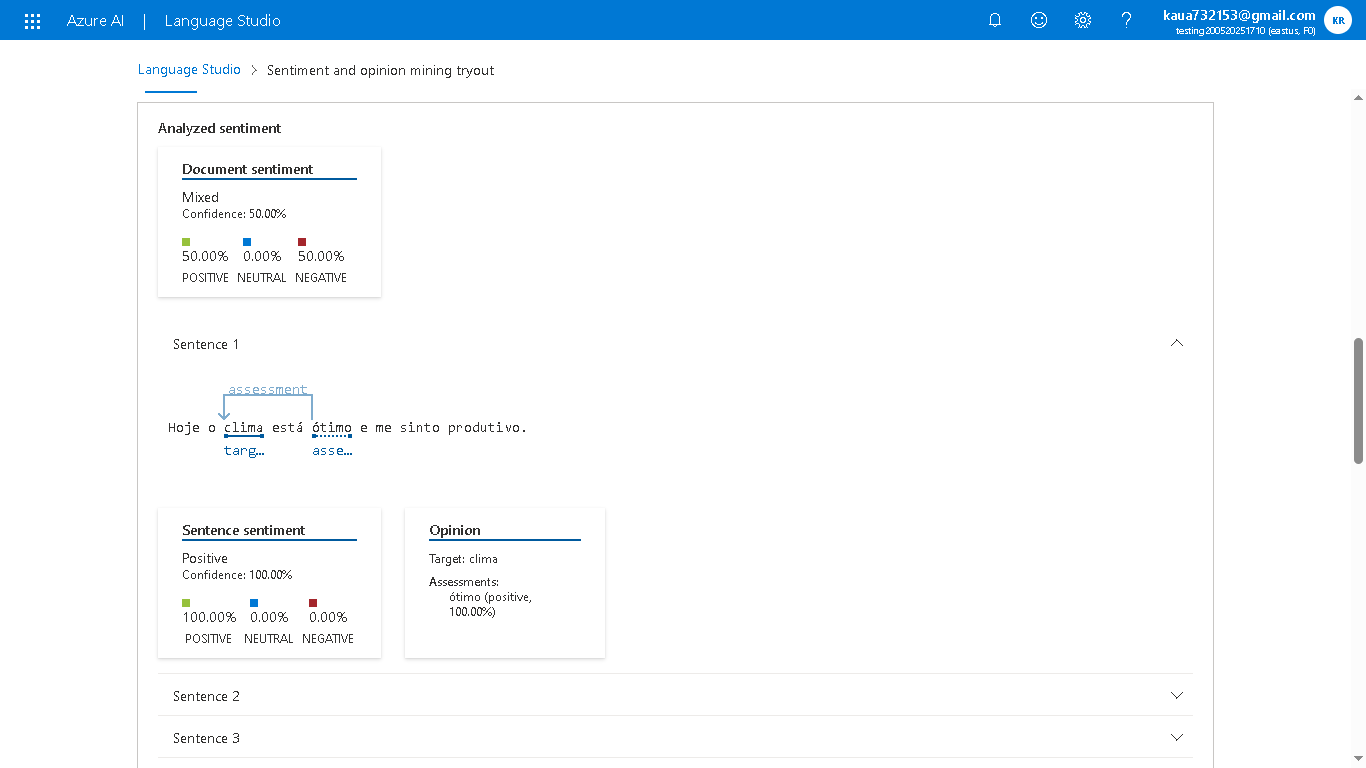 Azure AI | Language Studio
kaua732153@gmail.com
testing200520251710 (eastus, F0)
KR
Language Studio > Sentiment and opinion mining tryout
Analyzed sentiment
Document sentiment
Mixed
Confidence: 50.00%
50.00% 0.00% 50.00%
POSITIVE NEUTRAL NEGATIVE
Sentence 1
assessment
Hoje o clima está ótimo e me sinto produtivo.
targ… asse…
Sentence sentiment
Positive
Confidence: 100.00%
100.00% 0.00% 0.00%
POSITIVE NEUTRAL NEGATIVE
Opinion
Target: clima
Assessments:
ótimo (positive,
100.00%)
Sentence 2
Sentence 3